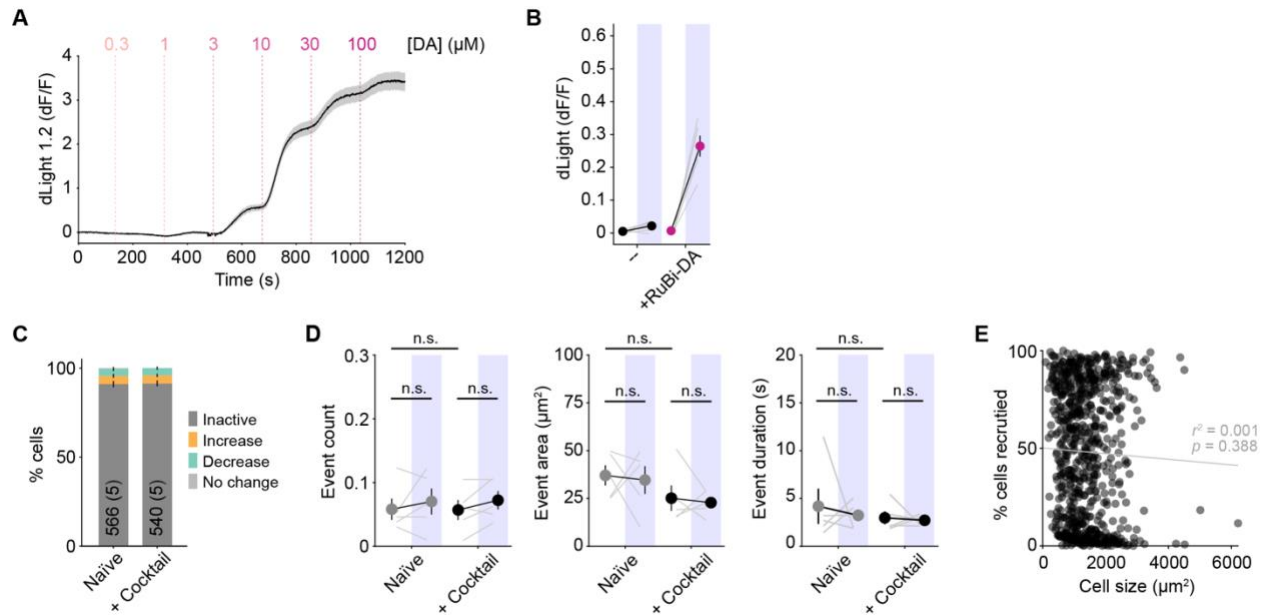 A
0.3 1 3 10 30 100 [DA] (µM)
4
3
2
1
0
dLight 1.2 (dF/F)
0 200 400 600 800 1000 1200
Time (s)
B
0.6
0.5
0.4
0.3
0.2
0.1
0
dLight (dF/F)
--
+RuBi-DA
C
100
50
0
% cells
566 (5)
540 (5)
Naïve
+ Cocktail
Inactive
Increase
Decrease
No change
D
n.s.
n.s. n.s.
0.3
0.2
0.1
0
Event count
Naïve
+ Cocktail
n.s.
n.s. n.s.
100
75
50
25
0
Event area (µm²)
Naïve
+ Cocktail
n.s.
n.s. n.s.
20
15
10
5
0
Event duration (s)
Naïve
+ Cocktail
E
100
50
0
% cells recrutied
r² = 0.001
p = 0.388
0 2000 4000 6000
Cell size (µm²)